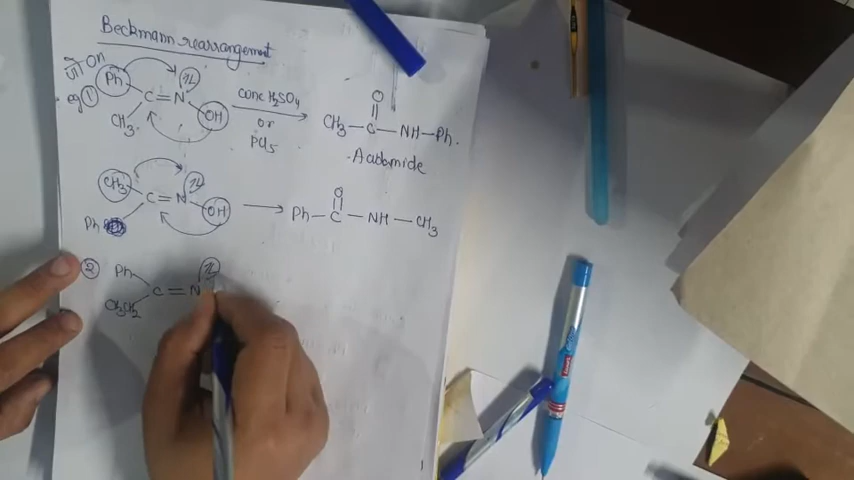 Beckmann rearrangement
eg ① Ph
C=N
OH
CH₃
conc H₂SO₄
or
PCl₅
O
CH₃—C—NH—Ph.
CH₃
C=N
OH
Ph
O
Ph—C—NH—CH₃
② Ph
C=N
CH₃CH₂